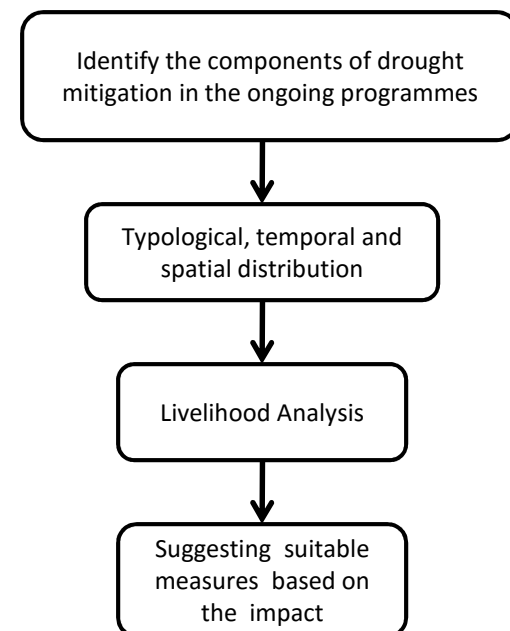 Identify the components of drought
mitigation in the ongoing programmes
Typological, temporal and
spatial distribution
Livelihood Analysis
Suggesting suitable
measures based on
the impact